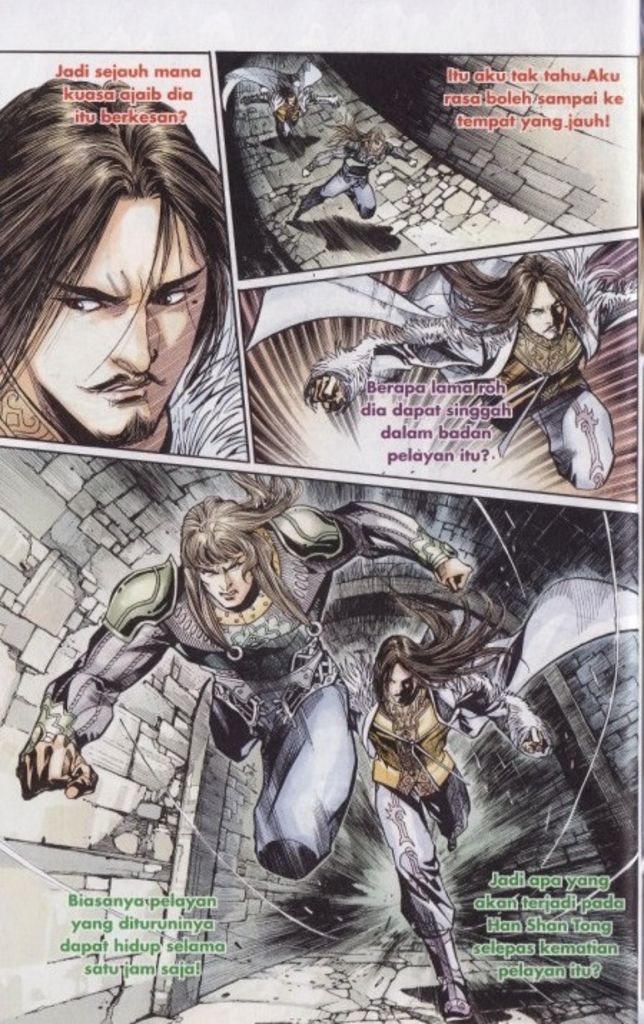 Jadi sejauh mana
kuasa ajaib dia
itu berkesan?
Itu aku tak tahu.Aku
rasa boleh sampai ke
tempat yang jauh!
Berapa lama roh
dia dapat singgah
dalam badan
pelayan itu?
Biasanya pelayan
yang dituruninya
dapat hidup selama
satu jam saja!
Jadi apa yang
akan terjadi pada
Han Shan Tong
selepas kematian
pelayan itu?